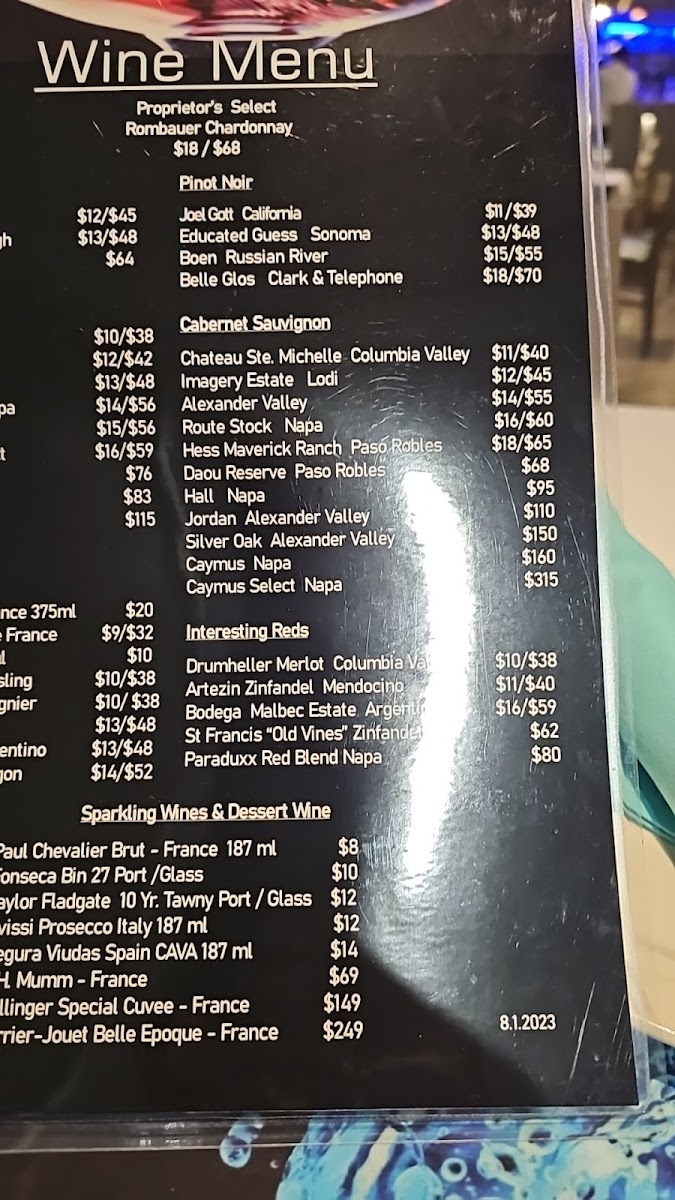 Wine Menu
Proprietor's Select
Rombauer Chardonnay
$18 / $68
$12/$45
$13/$48
$64
$10/$38
$12/$42
$13/$48
$14/$56
$15/$56
$16/$59
$76
$83
$115
375ml $20
France $9/$32
$10
$10/$38
$10/ $38
$13/$48
$13/$48
$14/$52
Pinot Noir
Joel Gott California $11/$39
Educated Guess Sonoma $13/$48
Boen Russian River $15/$55
Belle Glos Clark & Telephone $18/$70
Cabernet Sauvignon
Chateau Ste. Michelle Columbia Valley $11/$40
Imagery Estate Lodi $12/$45
Alexander Valley $14/$55
Route Stock Napa $16/$60
Hess Maverick Ranch Paso Robles $18/$65
Daou Reserve Paso Robles $68
Hall Napa $95
Jordan Alexander Valley $110
Silver Oak Alexander Valley $150
Caymus Napa $160
Caymus Select Napa $315
Interesting Reds
Drumheller Merlot Columbia $10/$38
Artezin Zinfandel Mendocino $11/$40
Bodega Malbec Estate $16/$59
St Francis "Old Vines" $62
Paraduxx Red Blend Napa $80
Sparkling Wines & Dessert Wine
Paul Chevalier Brut - France 187 ml $8
Bin 27 Port /Glass $10
Fladgate 10 Yr. Tawny Port / Glass $12
Prosecco Italy 187 ml $12
Viudas Spain CAVA 187 ml $14
Mumm - France $69
Special Cuvee - France $149
Belle Epoque - France $249
8.1.2023